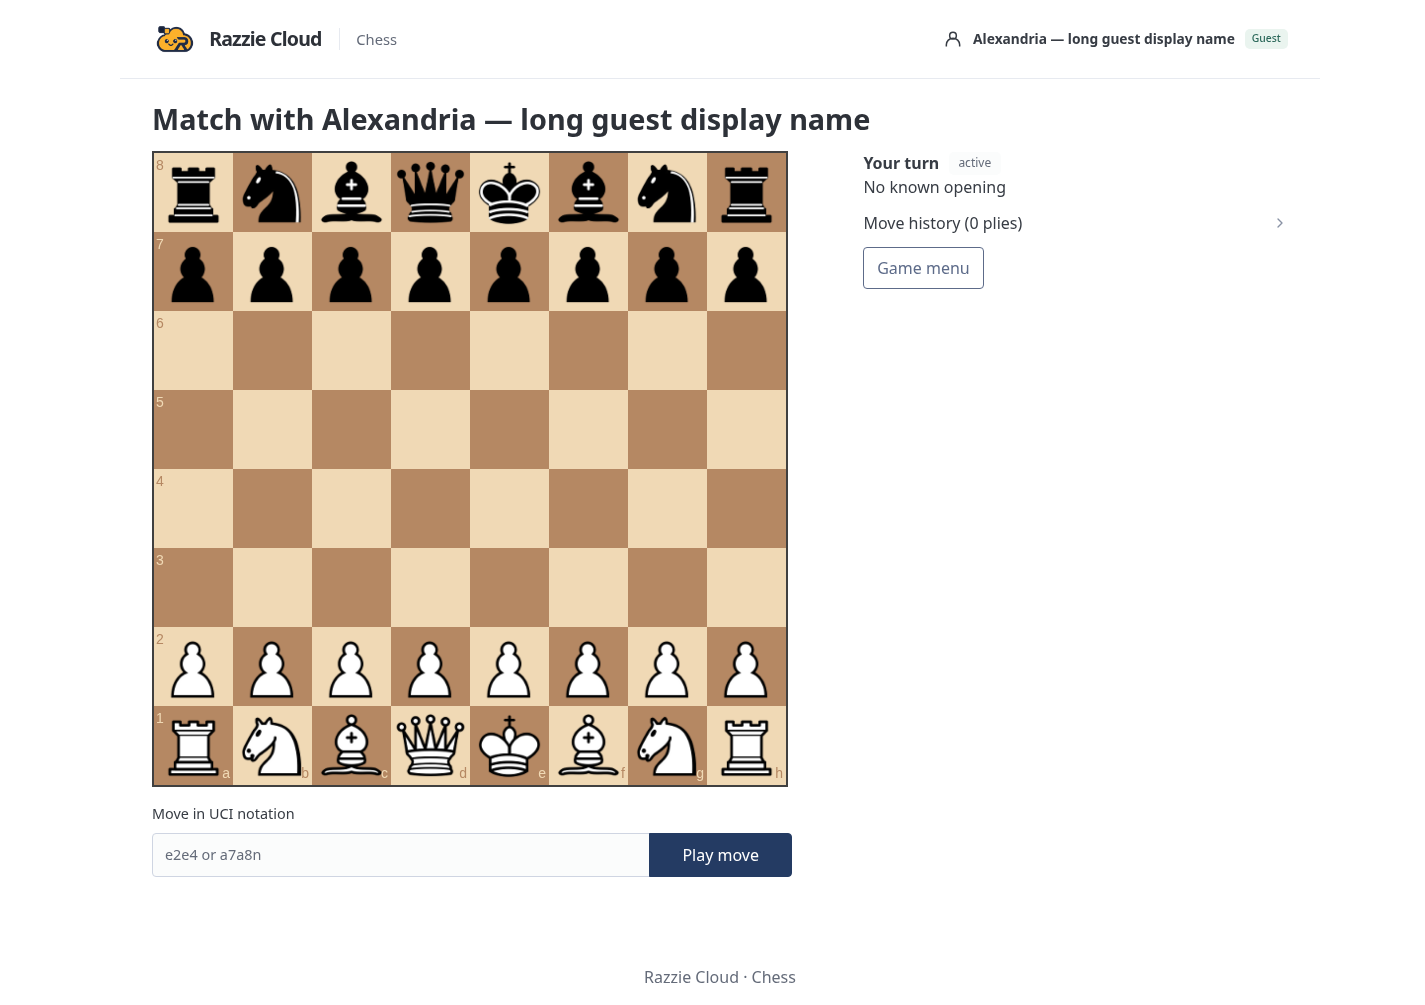 Razzie Cloud
Chess
Alexandria — long guest display name
Guest
Match with Alexandria — long guest display name
8
7
6
5
4
3
2
1
a b c d e f g h
Your turn
active
No known opening
Move history (0 plies)
Game menu
Move in UCI notation
e2e4 or a7a8n
Play move
Razzie Cloud · Chess